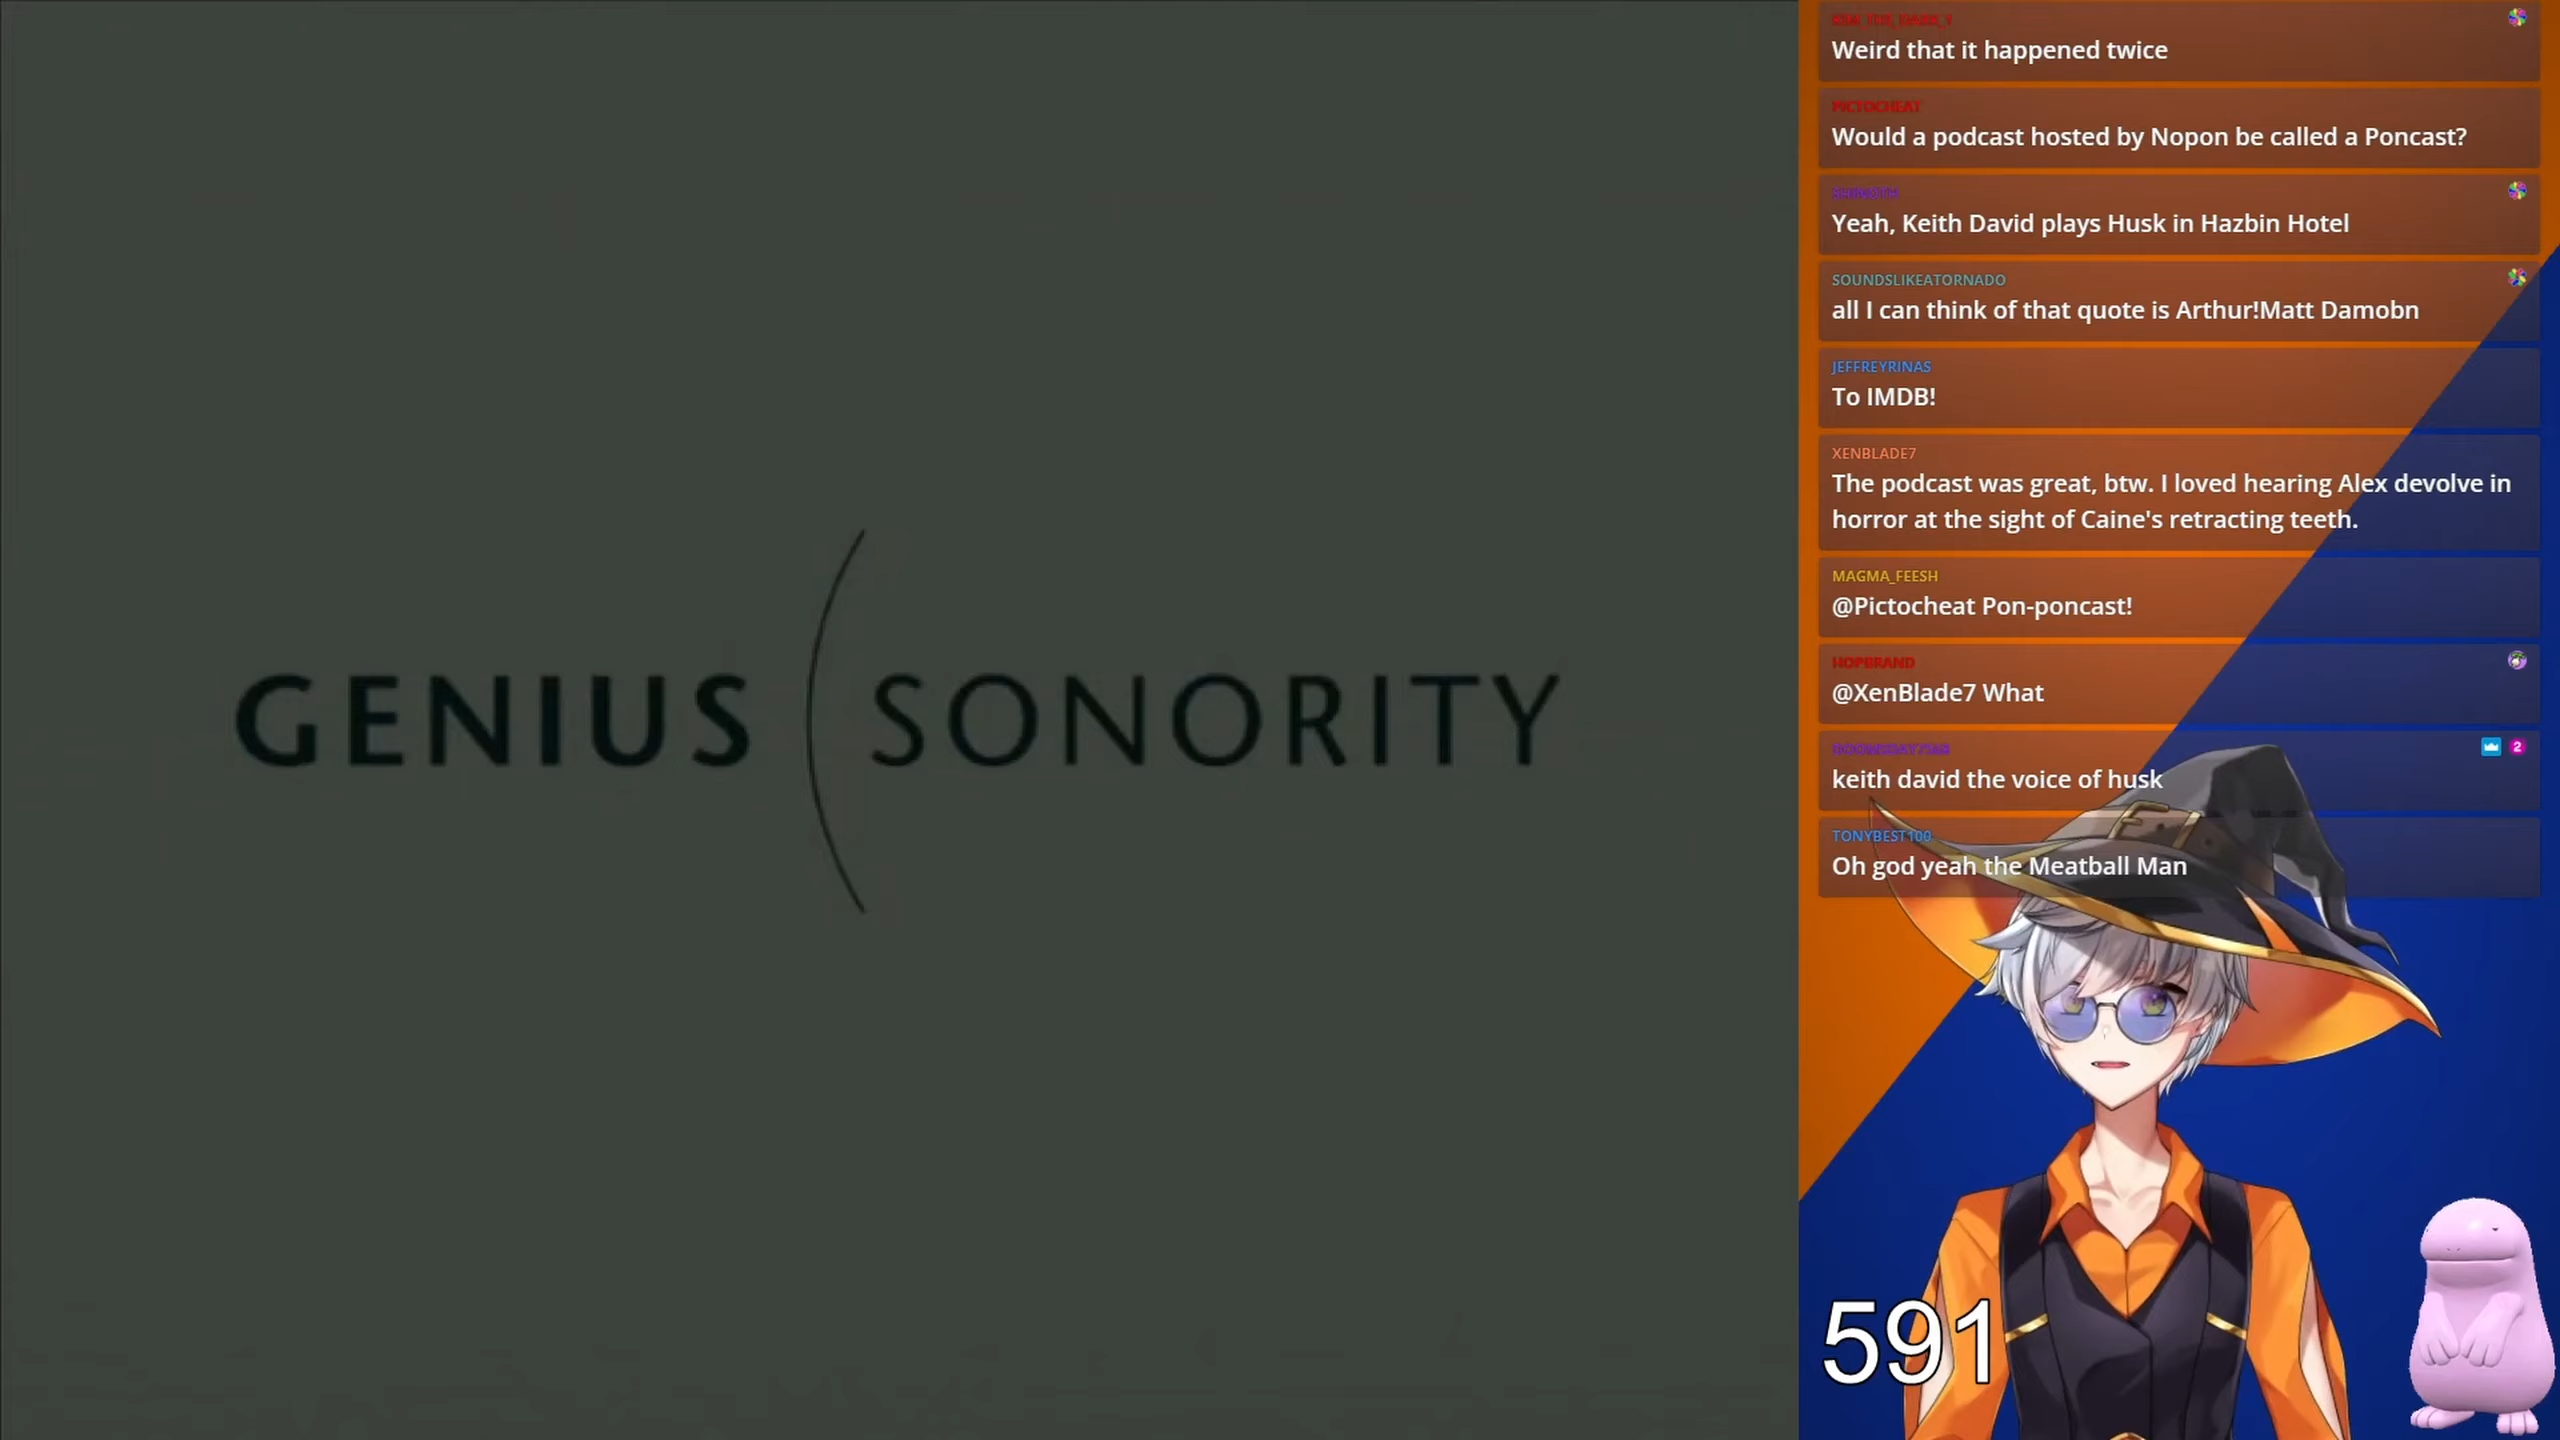 GENIUS SONORITY
Weird that it happened twice
PICTOCHEAT
Would a podcast hosted by Nopon be called a Poncast?
Yeah, Keith David plays Husk in Hazbin Hotel
SOUNDSLIKEATORNADO
all I can think of that quote is Arthur!Matt Damobn
JEFFREYRINAS
To IMDB!
XENBLADE7
The podcast was great, btw. I loved hearing Alex devolve in
horror at the sight of Caine's retracting teeth.
MAGMA_FEESH
@Pictocheat Pon-poncast!
HOPBRAND
@XenBlade7 What
2
keith david the voice of husk
TONYBEST100
Oh god yeah the Meatball Man
591